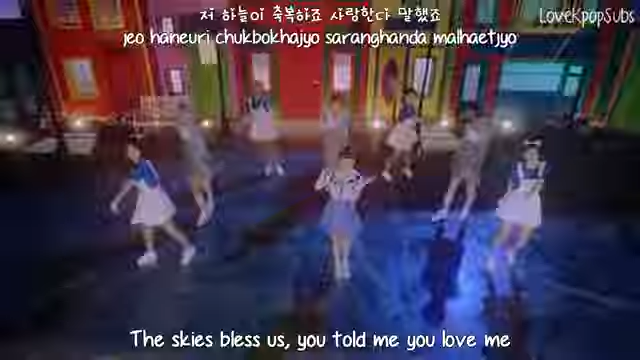 저 하늘이 축복하죠 사랑한다 말했죠
LoveKpopSubs
jeo haneuri chukbokhajyo saranghanda malhaetjyo
The skies bless us, you told me you love me